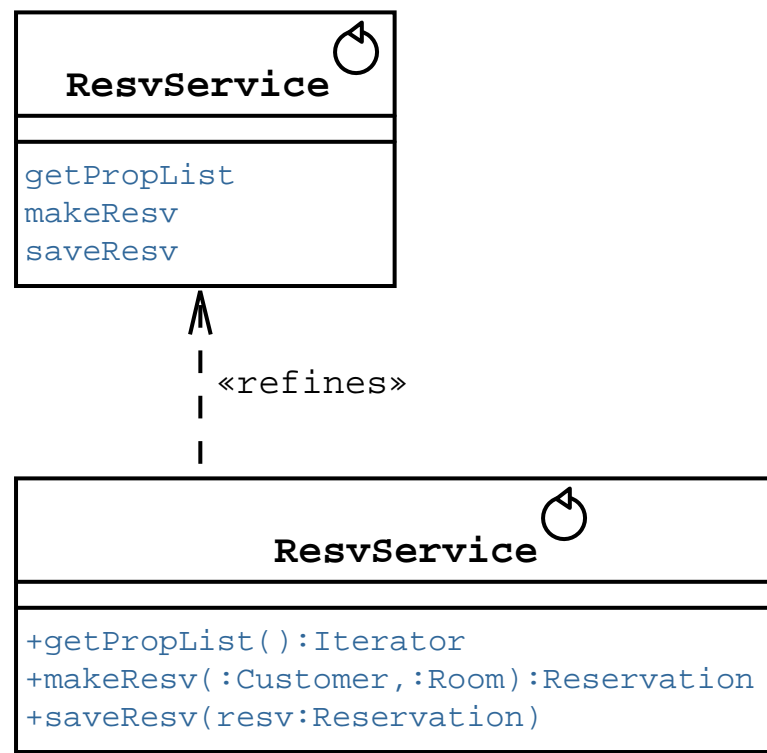 ResvService
getPropList
makeResv
saveResv
«refines»
ResvService
+getPropList():Iterator
+makeResv(:Customer,:Room):Reservation
+saveResv(resv:Reservation)